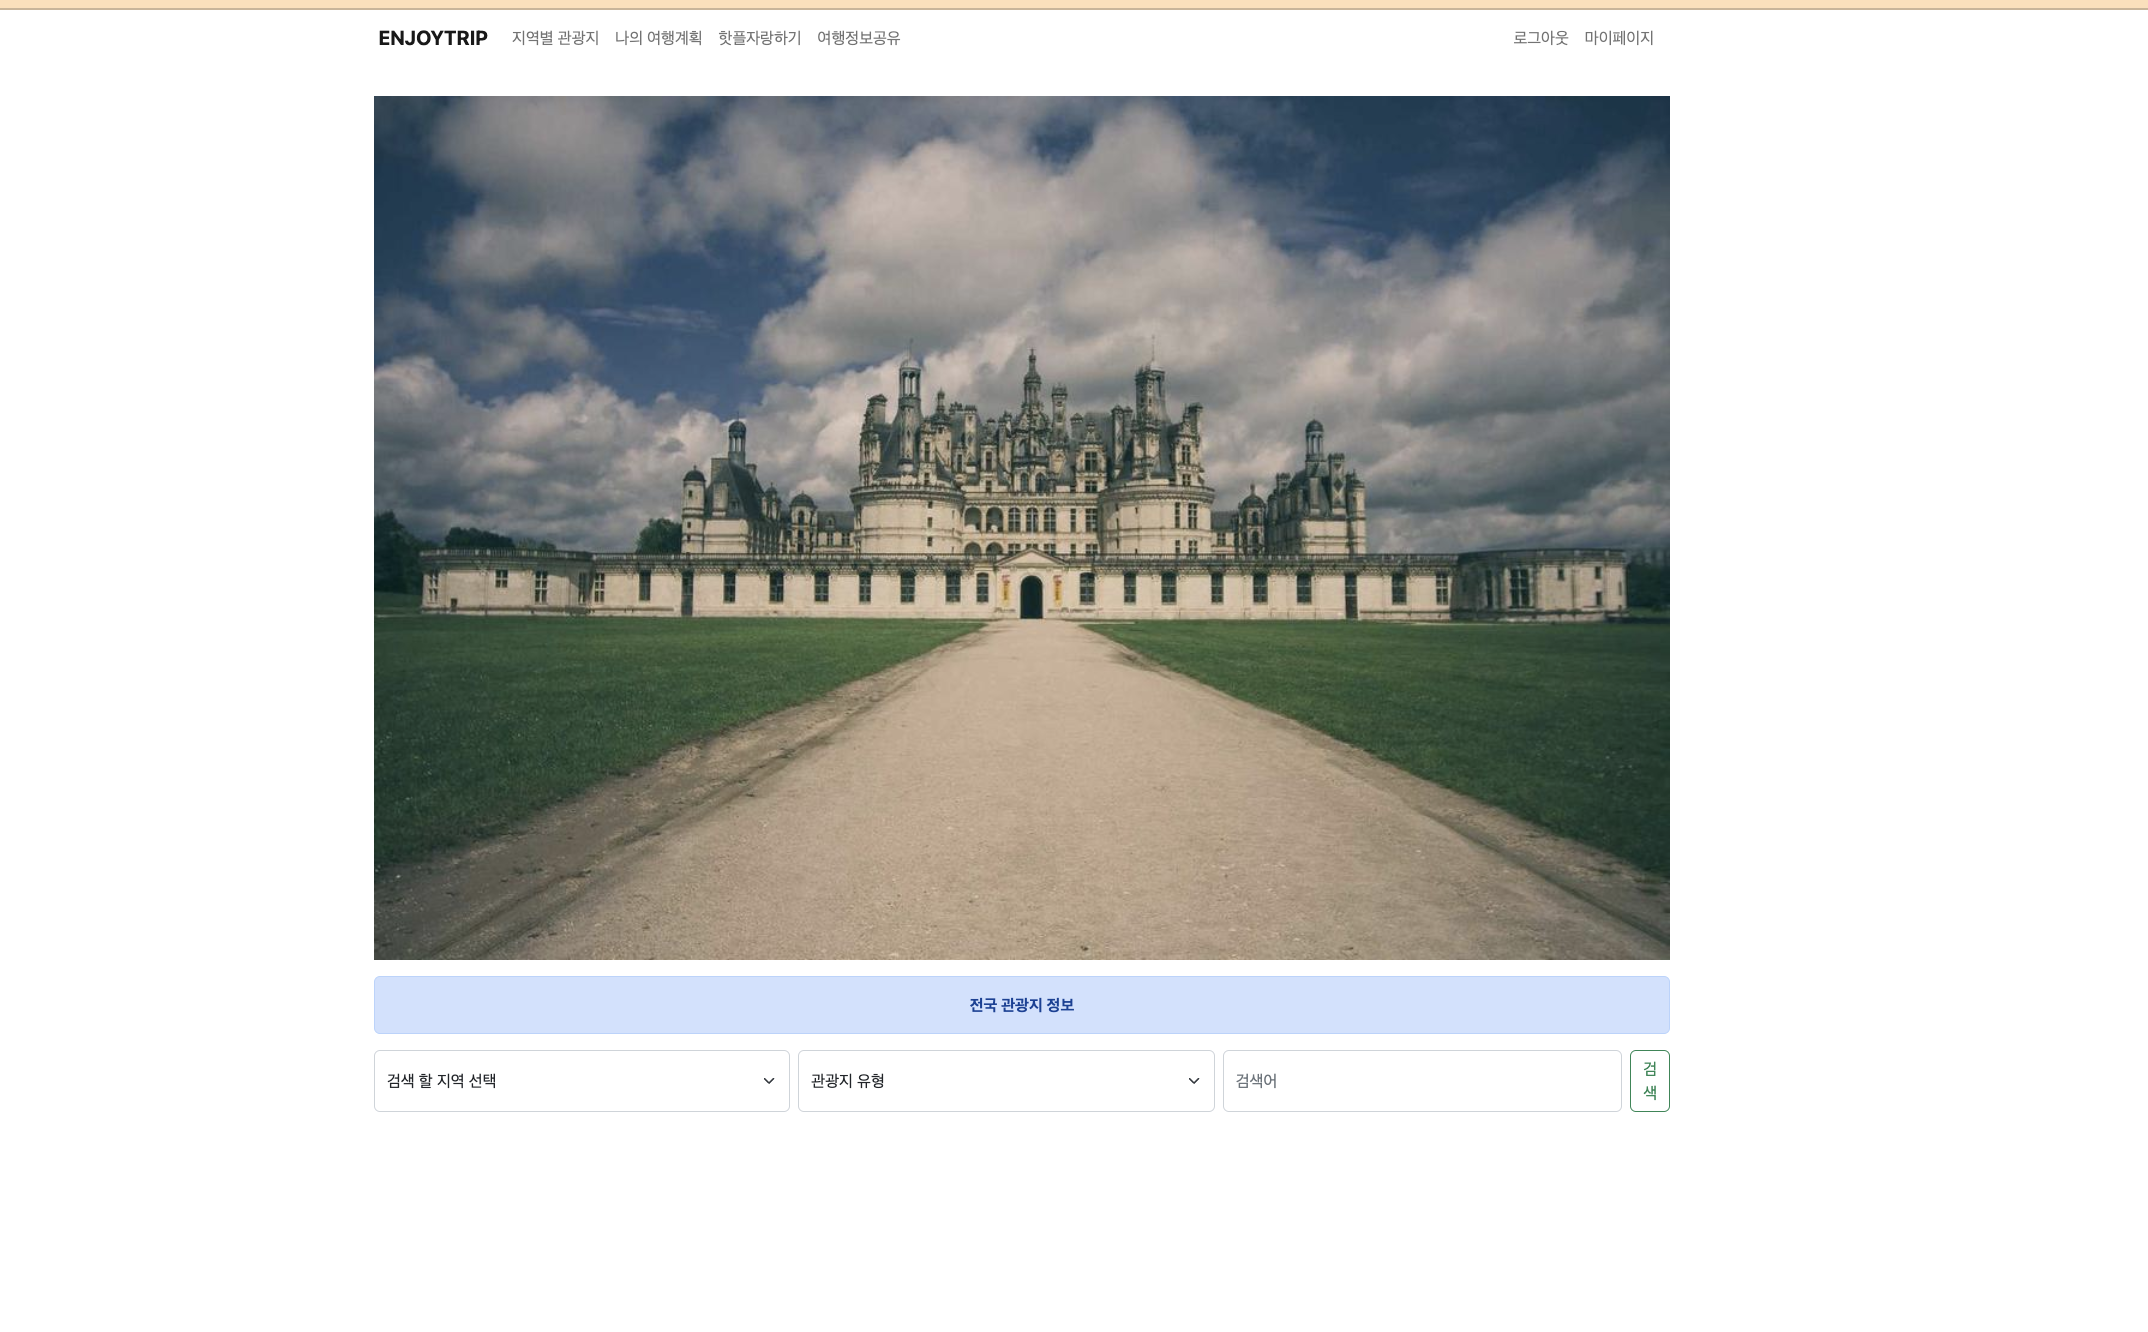 ENJOYTRIP 지역별 관광지 나의 여행계획 핫플자랑하기 여행정보공유 로그아웃 마이페이지
전국 관광지 정보
검색 할 지역 선택 관광지 유형 검색어 검
색